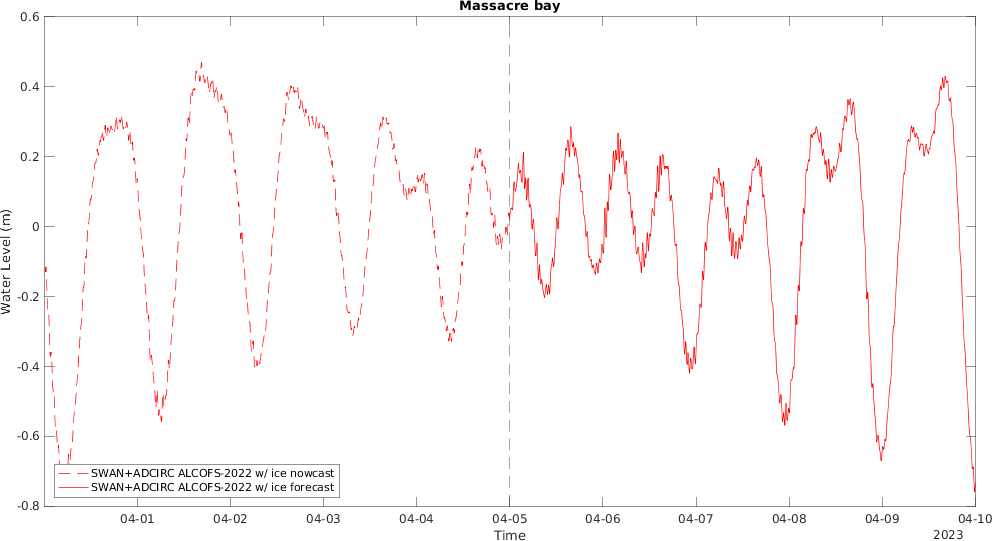 Massacre bay
0.6
0.4
0.2
0
-0.2
-0.4
-0.6
-0.8
Water Level (m)
SWAN+ADCIRC ALCOFS-2022 w/ ice nowcast
SWAN+ADCIRC ALCOFS-2022 w/ ice forecast
04-01 04-02 04-03 04-04 04-05 04-06 04-07 04-08 04-09 04-10
Time
2023